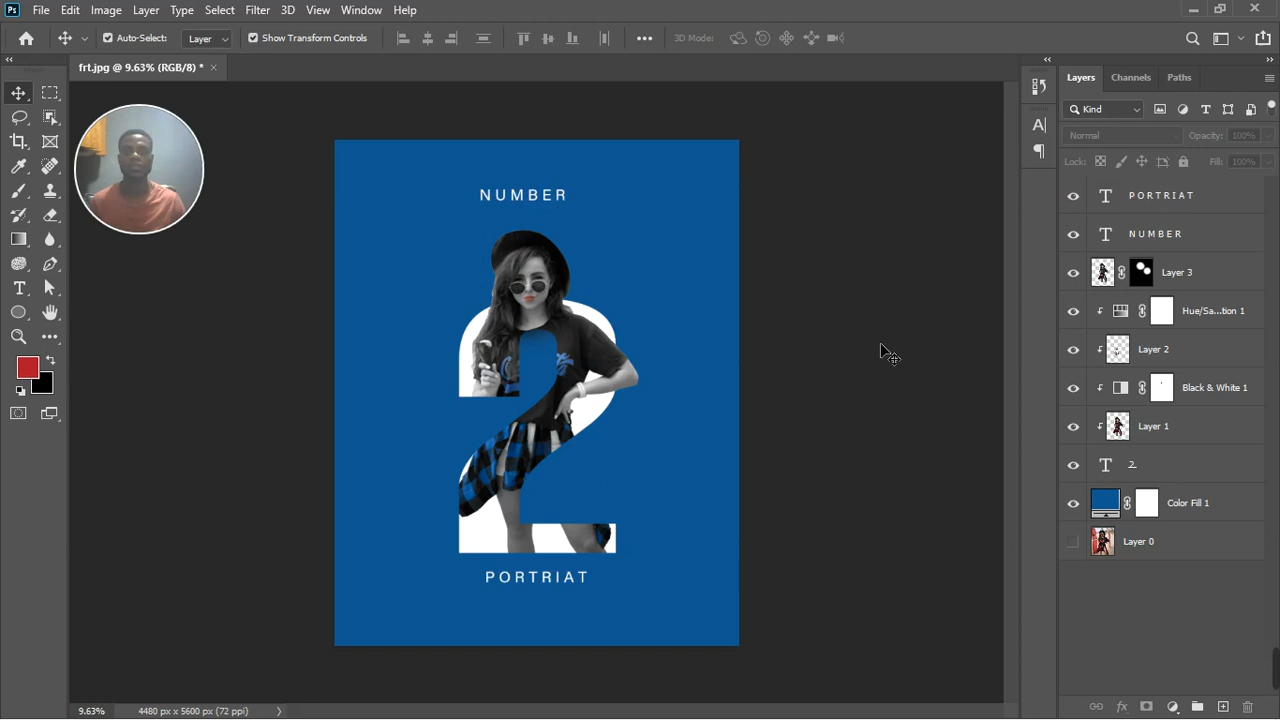 Ps File Edit Image Layer Type Select Filter 3D View Window Help
Auto-Select: Layer Show Transform Controls 3D Mode:
frt.jpg @ 9.63% (RGB/8) *
NUMBER
2
PORTRIAT
9.63% 4480 px x 5600 px (72 ppi)
Layers Channels Paths
Kind
Normal Opacity: 100%
Lock: Fill: 100%
PORTRIAT
NUMBER
Layer 3
Hue/Sa...tion 1
Layer 2
Black & White 1
Layer 1
2
Color Fill 1
Layer 0